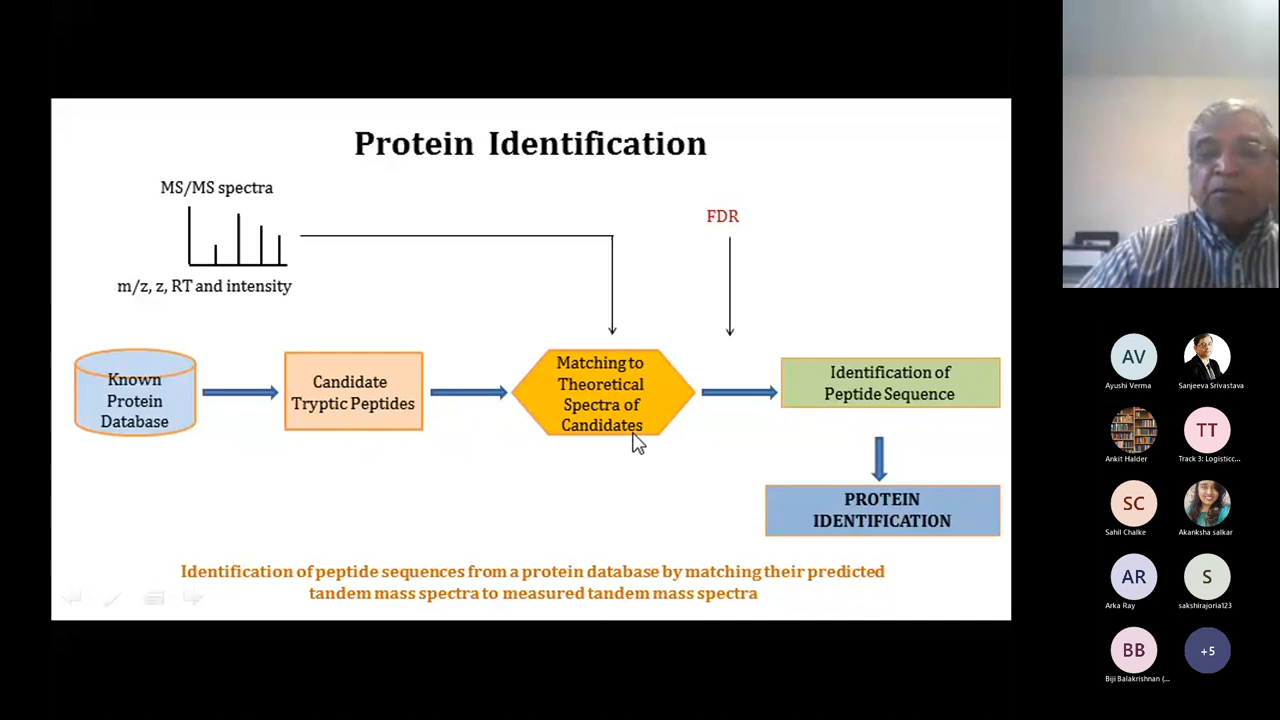 Protein Identification
MS/MS spectra
FDR
m/z, z, RT and intensity
Known
Protein
Database
Candidate
Tryptic Peptides
Matching to
Theoretical
Spectra of
Candidates
Identification of
Peptide Sequence
PROTEIN
IDENTIFICATION
Identification of peptide sequences from a protein database by matching their predicted
tandem mass spectra to measured tandem mass spectra
AV
Ayushi Verma
Sanjeeva Srivastava
Ankit Halder
TT
Track 3: Logisticc...
SC
Sahil Chalke
Akanksha salkar
AR
Arka Ray
S
sakshirajoria123
BB
Biji Balakrishnan (...
+5